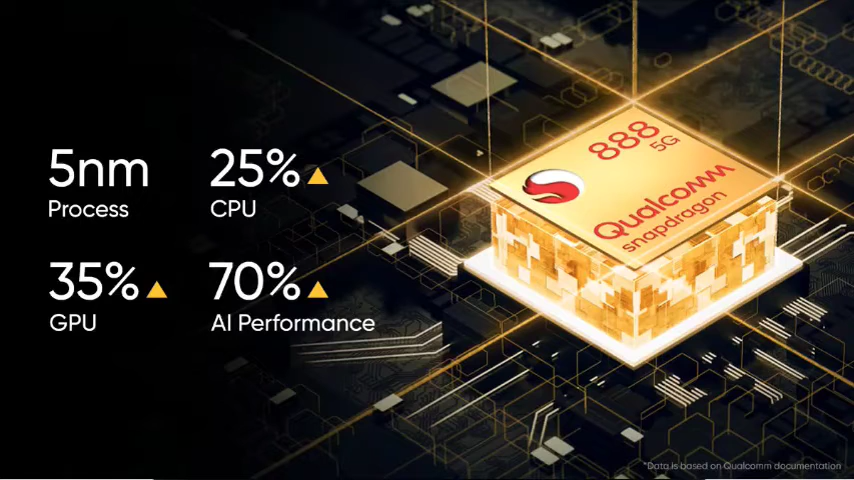 5nm
Process
25%
CPU
35%
GPU
70%
AI Performance
888
5G
Qualcomm
snapdragon
*Data is based on Qualcomm documentation